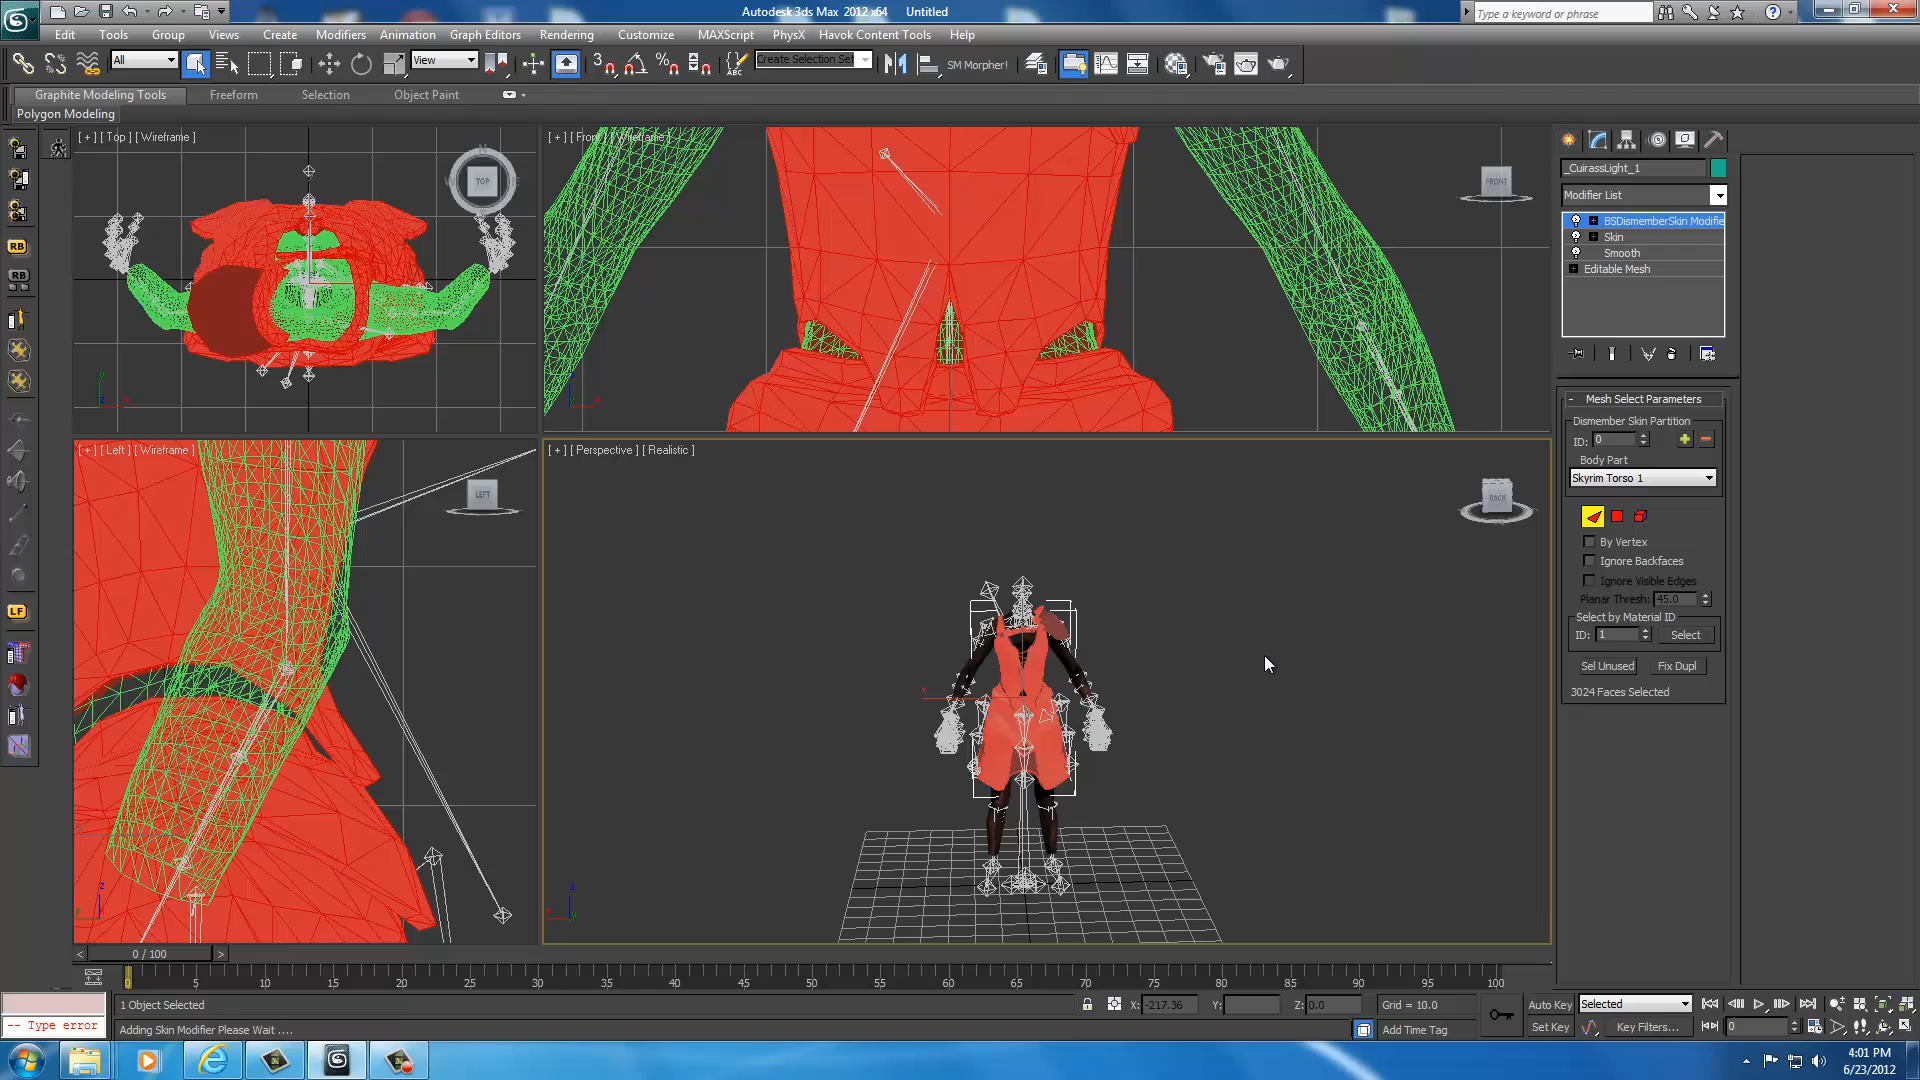 Autodesk 3ds Max 2012 x64 Untitled
Type a keyword or phrase
Edit Tools Group Views Create Modifiers Animation Graph Editors Rendering Customize MAXScript PhysX Havok Content Tools Help
All View 3 % ABC Create Selection Set SM Morpher!
Graphite Modeling Tools Freeform Selection Object Paint
Polygon Modeling
[ + ] [ Top ] [ Wireframe ]
[ + ] [ Front ] [ Wireframe ]
TOP
FRONT
RB
RB
LF
[ + ] [ Left ] [ Wireframe ]
[ + ] [ Perspective ] [ Realistic ]
LEFT
BACK
_CuirassLight_1
Modifier List
BSDismemberSkin Modifie
Skin
Smooth
Editable Mesh
- Mesh Select Parameters
Dismember Skin Partition
ID: 0
Body Part
Skyrim Torso 1
By Vertex
Ignore Backfaces
Ignore Visible Edges
Planar Thresh: 45.0
Select by Material ID
ID: 1 Select
Sel Unused Fix Dupl
3024 Faces Selected
< 0 / 100 >
0 5 10 15 20 25 30 35 40 45 50 55 60 65 70 75 80 85 90 95 100
1 Object Selected X: -217.36 Y: Z: 0.0 Grid = 10.0 Auto Key Selected
-- Type error Adding Skin Modifier Please Wait .... Add Time Tag Set Key Key Filters... 0
4:01 PM
6/23/2012